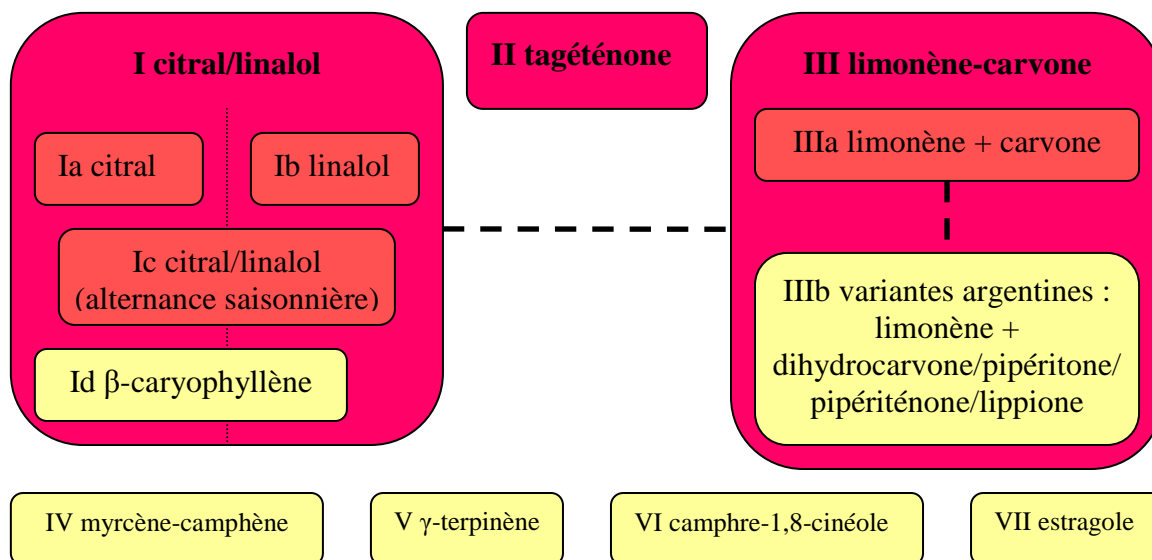 I citral/linalol
Ia citral
Ib linalol
Ic citral/linalol
(alternance saisonnière)
Id β-caryophyllène
II tagéténone
III limonène-carvone
IIIa limonène + carvone
IIIb variantes argentines :
limonène +
dihydrocarvone/pipéritone/
pipériténone/lippione
IV myrcène-camphène
V γ-terpinène
VI camphre-1,8-cinéole
VII estragole